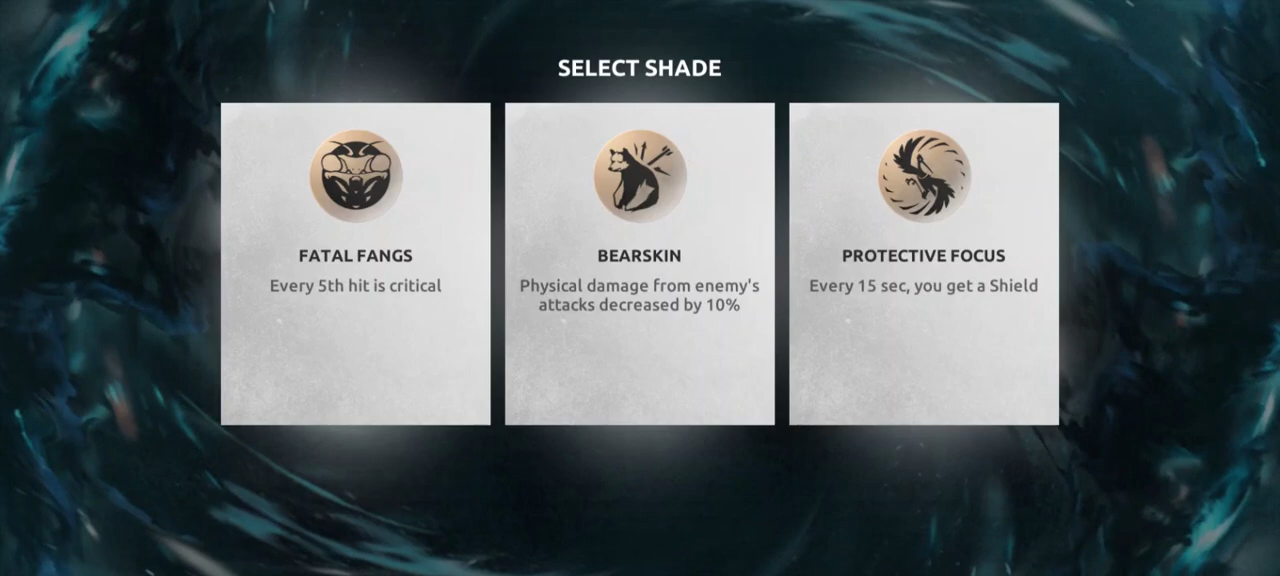 SELECT SHADE
FATAL FANGS
Every 5th hit is critical
BEARSKIN
Physical damage from enemy's
attacks decreased by 10%
PROTECTIVE FOCUS
Every 15 sec, you get a Shield